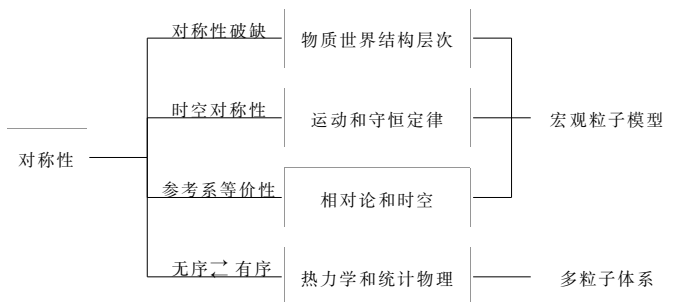 对称性破缺
物质世界结构层次
时空对称性
运动和守恒定律
宏观粒子模型
对称性
参考系等价性
相对论和时空
无序⇄有序
热力学和统计物理
多粒子体系